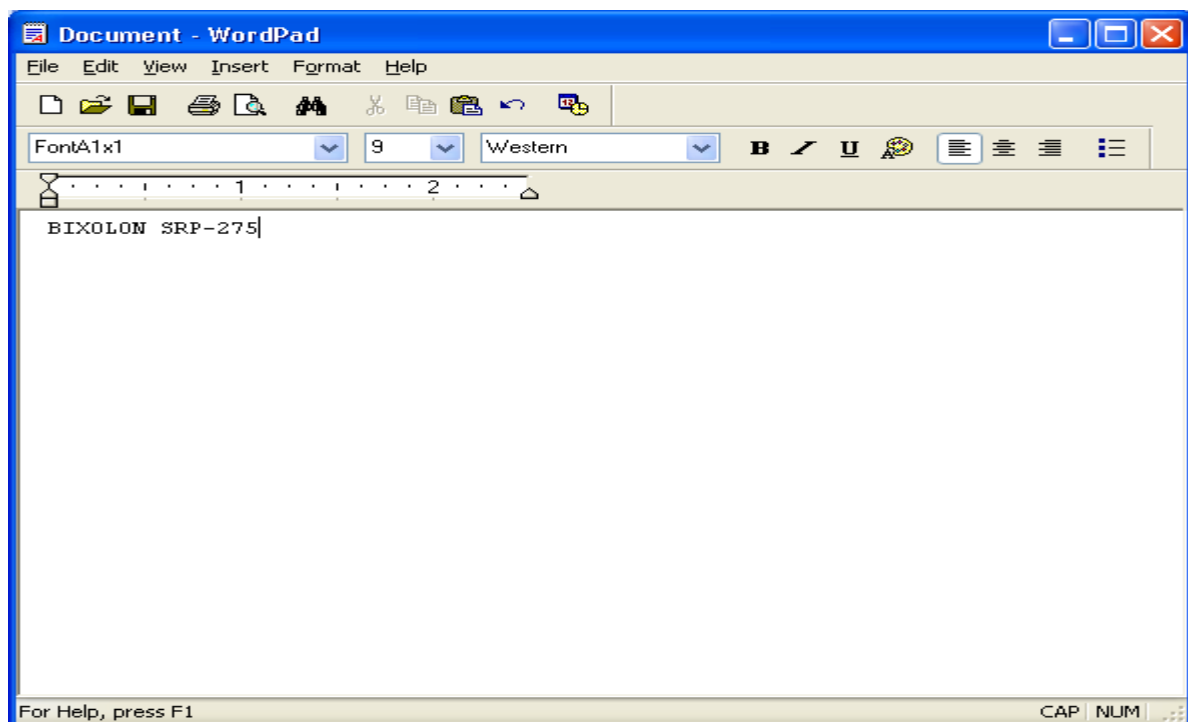 Document - WordPad
File Edit View Insert Format Help
FontA1x1 9 Western B I U
1 2
BIXOLON SRP-275
For Help, press F1 CAP NUM